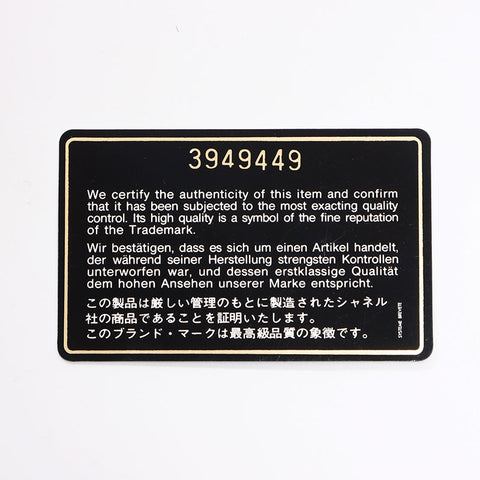 3949449
We certify the authenticity of this item and confirm
that it has been subjected to the most exacting quality
control. Its high quality is a symbol of the fine reputation
of the Trademark.
Wir bestätigen, dass es sich um einen Artikel handelt,
der während seiner Herstellung strengsten Kontrollen
unterworfen war, und dessen erstklassige Qualität
dem hohen Ansehen unserer Marke entspricht.
この製品は厳しい管理のもとに製造されたシャネル
社の商品であることを証明いたします。
このブランド・マークは最高級品質の象徴です。
SYSTEME BREVETE